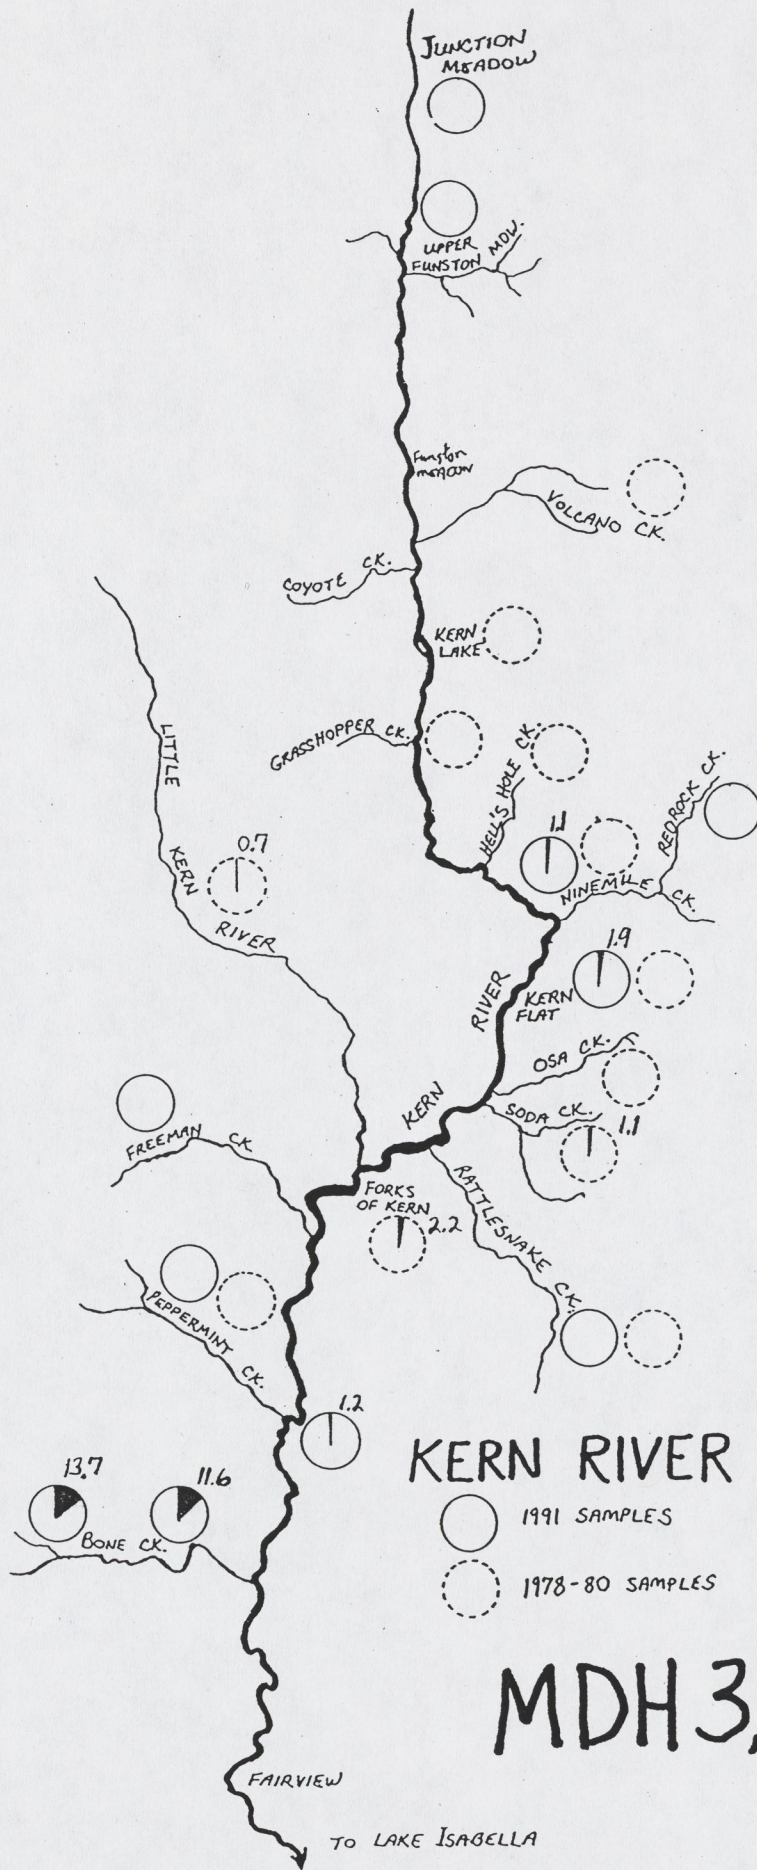 JUNCTION
MEADOW
UPPER
FUNSTON MDW.
Funston
MEADOW
VOLCANO CK.
COYOTE CK.
KERN
LAKE
GRASSHOPPER CK.
HELL'S HOLE CK.
REDROCK CK.
LITTLE
KERN
RIVER
0.7
1.1
NINEMILE CK.
1.9
KERN
FLAT
RIVER
KERN
OSA CK.
SODA CK.
1.1
FREEMAN CK
FORKS
OF KERN
2.2
RATTLESNAKE CK.
PEPPERMINT CK.
1.2
13.7
11.6
BONE CK.
KERN RIVER
1991 SAMPLES
1978-80 SAMPLES
MDH 3,
FAIRVIEW
TO LAKE ISABELLA